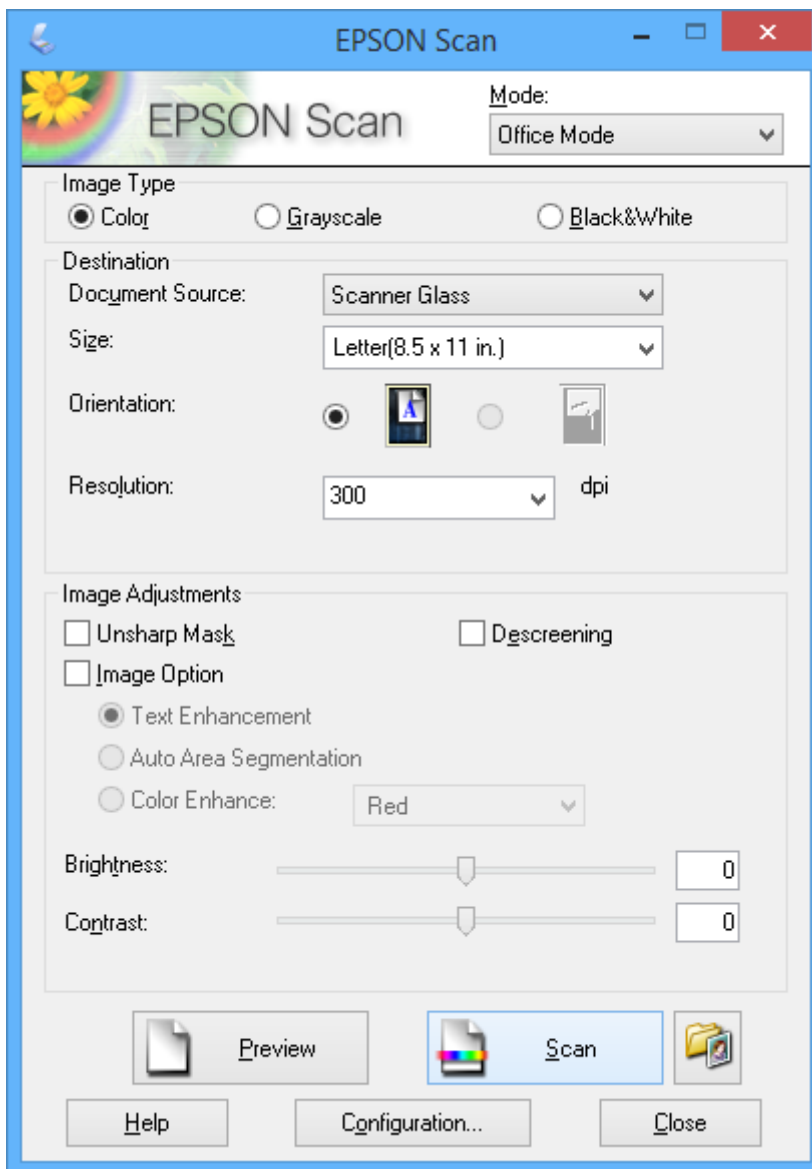 EPSON Scan
EPSON Scan
Mode:
Office Mode
Image Type
Color Grayscale Black&White
Destination
Document Source: Scanner Glass
Size: Letter(8.5 x 11 in.)
Orientation: A
Resolution: 300 dpi
Image Adjustments
Unsharp Mask Descreening
Image Option
Text Enhancement
Auto Area Segmentation
Color Enhance: Red
Brightness: 0
Contrast: 0
Preview Scan
Help Configuration... Close